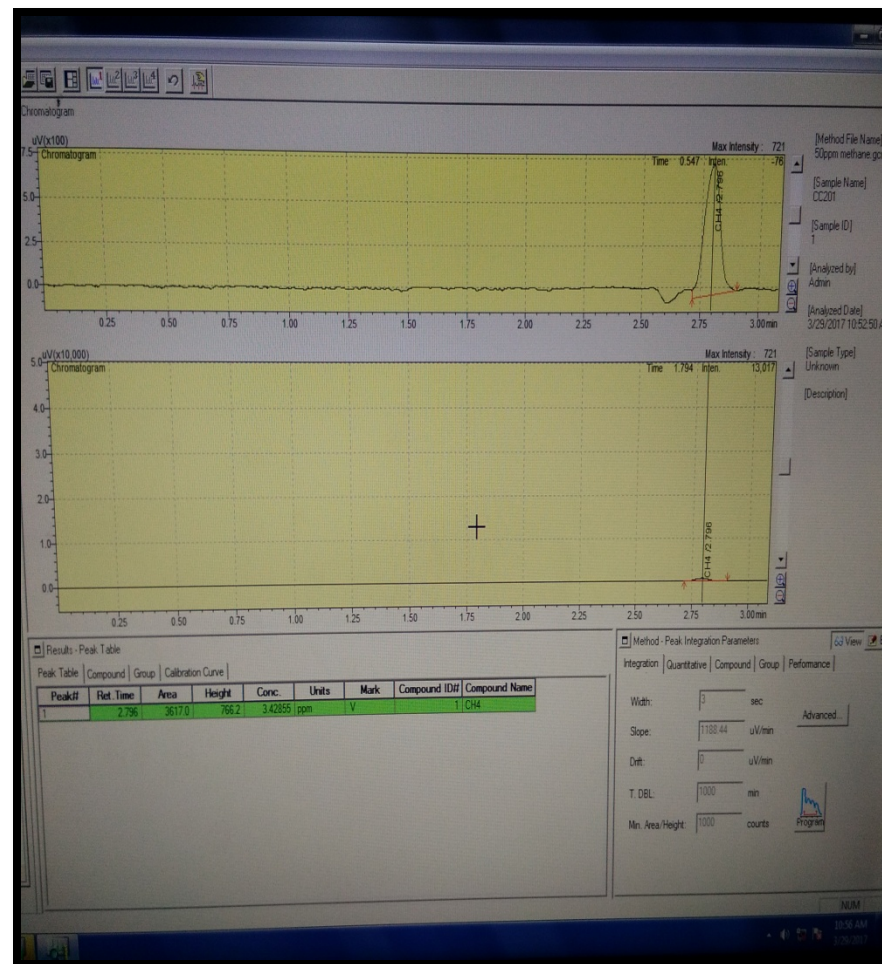 Chromatogram
uV(x100)
Chromatogram
Max Intensity : 721
Time 0.547 Inten. -76
7.5
5.0
2.5
0.0
CH4 /2.796
0.25 0.50 0.75 1.00 1.25 1.50 1.75 2.00 2.25 2.50 2.75 3.00 min
uV(x10,000)
Chromatogram
Max Intensity : 721
Time 1.794 Inten. 13,017
5.0
4.0
3.0
2.0
1.0
0.0
CH4 /2.796
0.25 0.50 0.75 1.00 1.25 1.50 1.75 2.00 2.25 2.50 2.75 3.00 min
[Method File Name]
50ppm methane.gc
[Sample Name]
CC201
[Sample ID]
1
[Analyzed by]
Admin
[Analyzed Date]
3/29/2017 10:52:50 A
[Sample Type]
Unknown
[Description]
Results - Peak Table
Peak Table Compound Group Calibration Curve
Peak# Ret. Time Area Height Conc. Units Mark Compound ID# Compound Name
1 2.796 3617.0 766.2 3.42855 ppm V 1 CH4
Method - Peak Integration Parameters
View
Integration Quantitative Compound Group Performance
Width: 3 sec
Slope: 1188.44 uV/min
Drift: 0 uV/min
T. DBL: 1000 min
Min. Area/Height: 1000 counts
Advanced...
Program
NUM
10:56 AM
3/29/2017